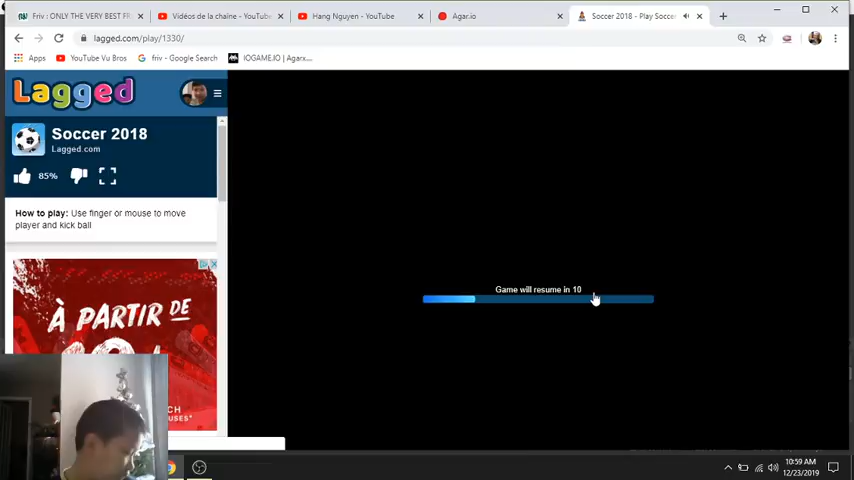 Friv : ONLY THE VERY BEST FI
Vidéos de la chaîne - YouTube
Hang Nguyen - YouTube
Agar.io
Soccer 2018 - Play Soccer
lagged.com/play/1330/
Apps
YouTube Vu Bros
friv - Google Search
IOGAME.IO | Agarx....
Lagged
Soccer 2018
Lagged.com
85%
How to play: Use finger or mouse to move
player and kick ball
À PARTIR DE
Game will resume in 10
10:59 AM
12/23/2019